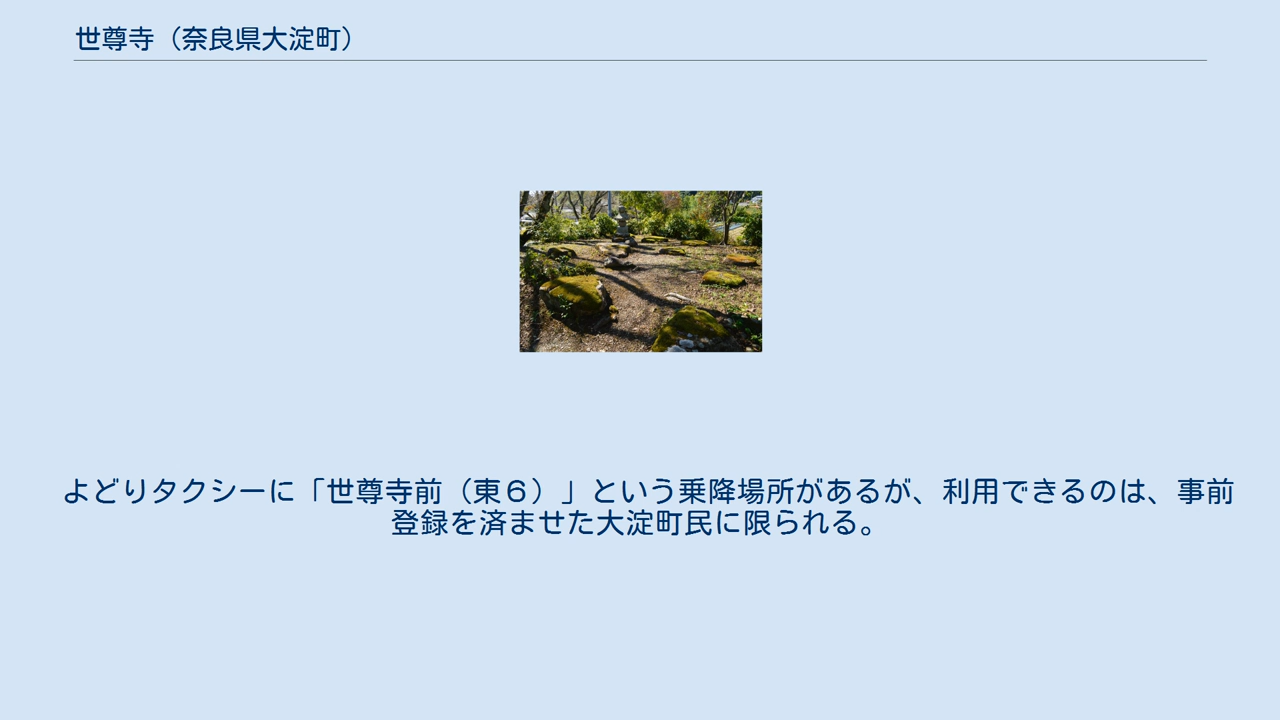 世尊寺（奈良県大淀町）
よどりタクシーに「世尊寺前（東６）」という乗降場所があるが、利用できるのは、事前
登録を済ませた大淀町民に限られる。